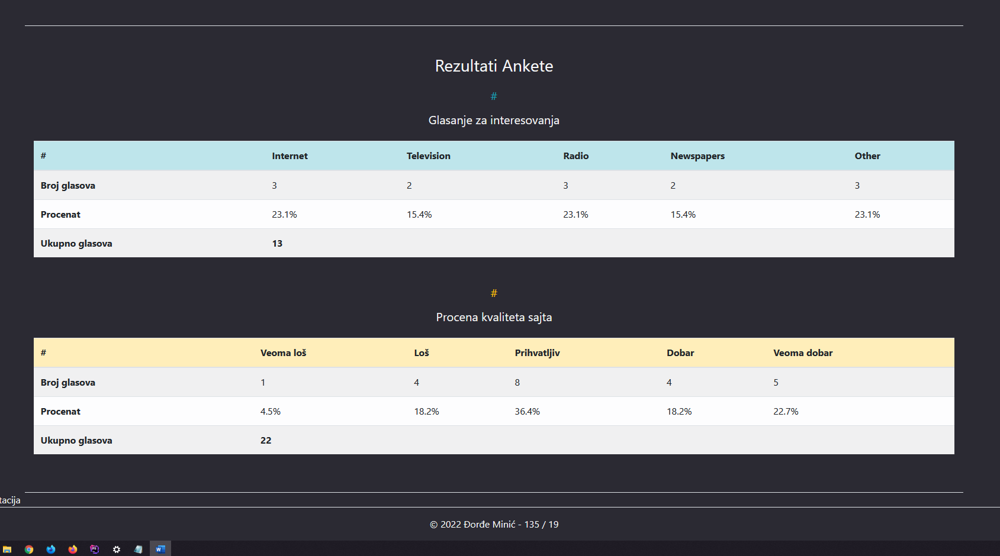 Rezultati Ankete
#
Glasanje za interesovanja
# Internet Television Radio Newspapers Other
Broj glasova 3 2 3 2 3
Procenat 23.1% 15.4% 23.1% 15.4% 23.1%
Ukupno glasova 13
#
Procena kvaliteta sajta
# Veoma loš Loš Prihvatljiv Dobar Veoma dobar
Broj glasova 1 4 8 4 5
Procenat 4.5% 18.2% 36.4% 18.2% 22.7%
Ukupno glasova 22
tacija
© 2022 Đorđe Minić - 135 / 19